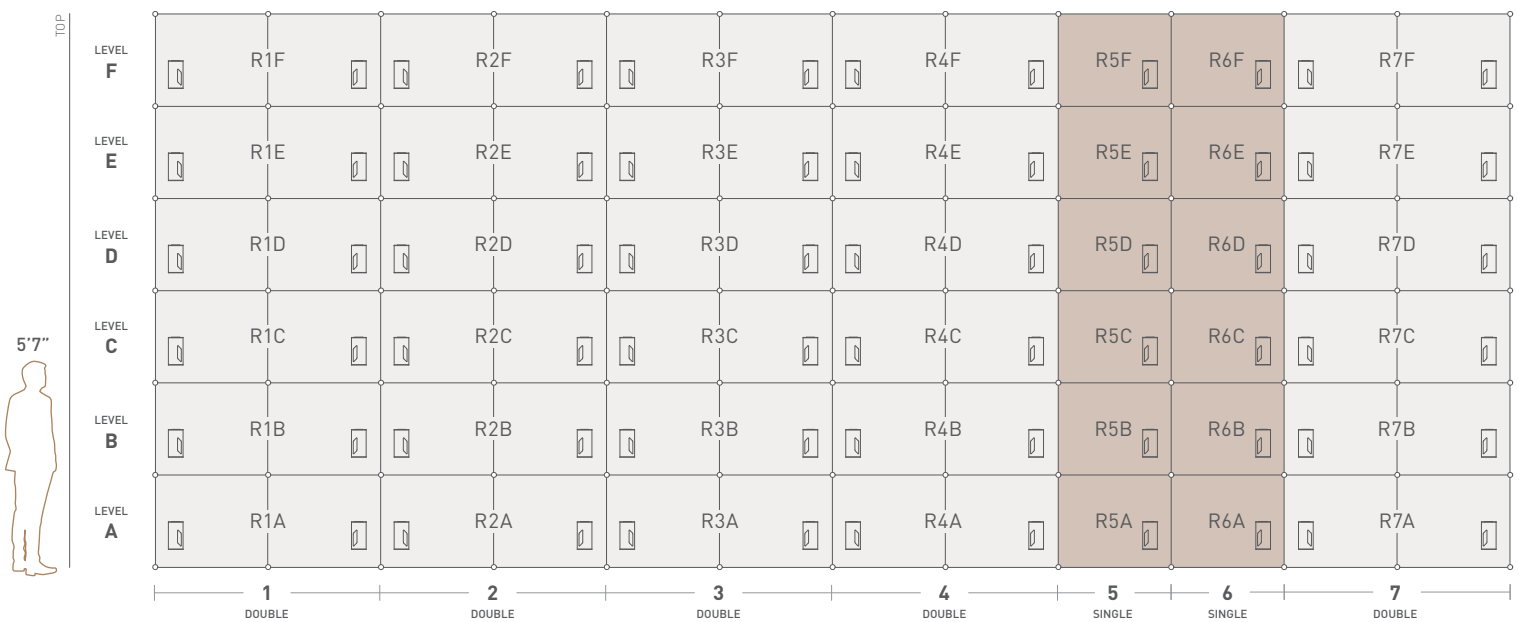 TOP
LEVEL
F
R1F R2F R3F R4F R5F R6F R7F
LEVEL
E
R1E R2E R3E R4E R5E R6E R7E
LEVEL
D
R1D R2D R3D R4D R5D R6D R7D
LEVEL
C
R1C R2C R3C R4C R5C R6C R7C
5'7”
LEVEL
B
R1B R2B R3B R4B R5B R6B R7B
LEVEL
A
R1A R2A R3A R4A R5A R6A R7A
1 2 3 4 5 6 7
DOUBLE DOUBLE DOUBLE DOUBLE SINGLE SINGLE DOUBLE